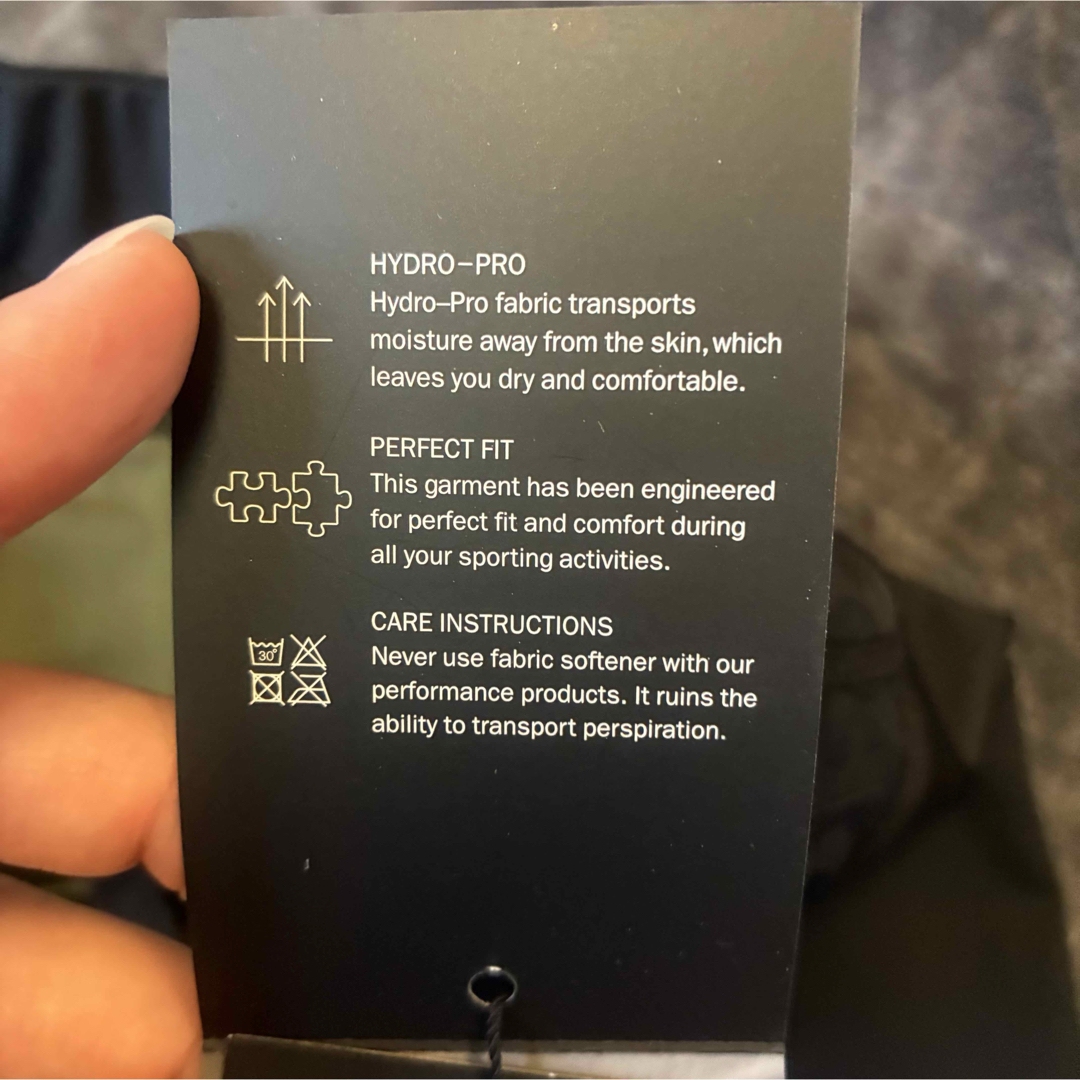 HYDRO–PRO
Hydro–Pro fabric transports
moisture away from the skin, which
leaves you dry and comfortable.
PERFECT FIT
This garment has been engineered
for perfect fit and comfort during
all your sporting activities.
CARE INSTRUCTIONS
30°
Never use fabric softener with our
performance products. It ruins the
ability to transport perspiration.